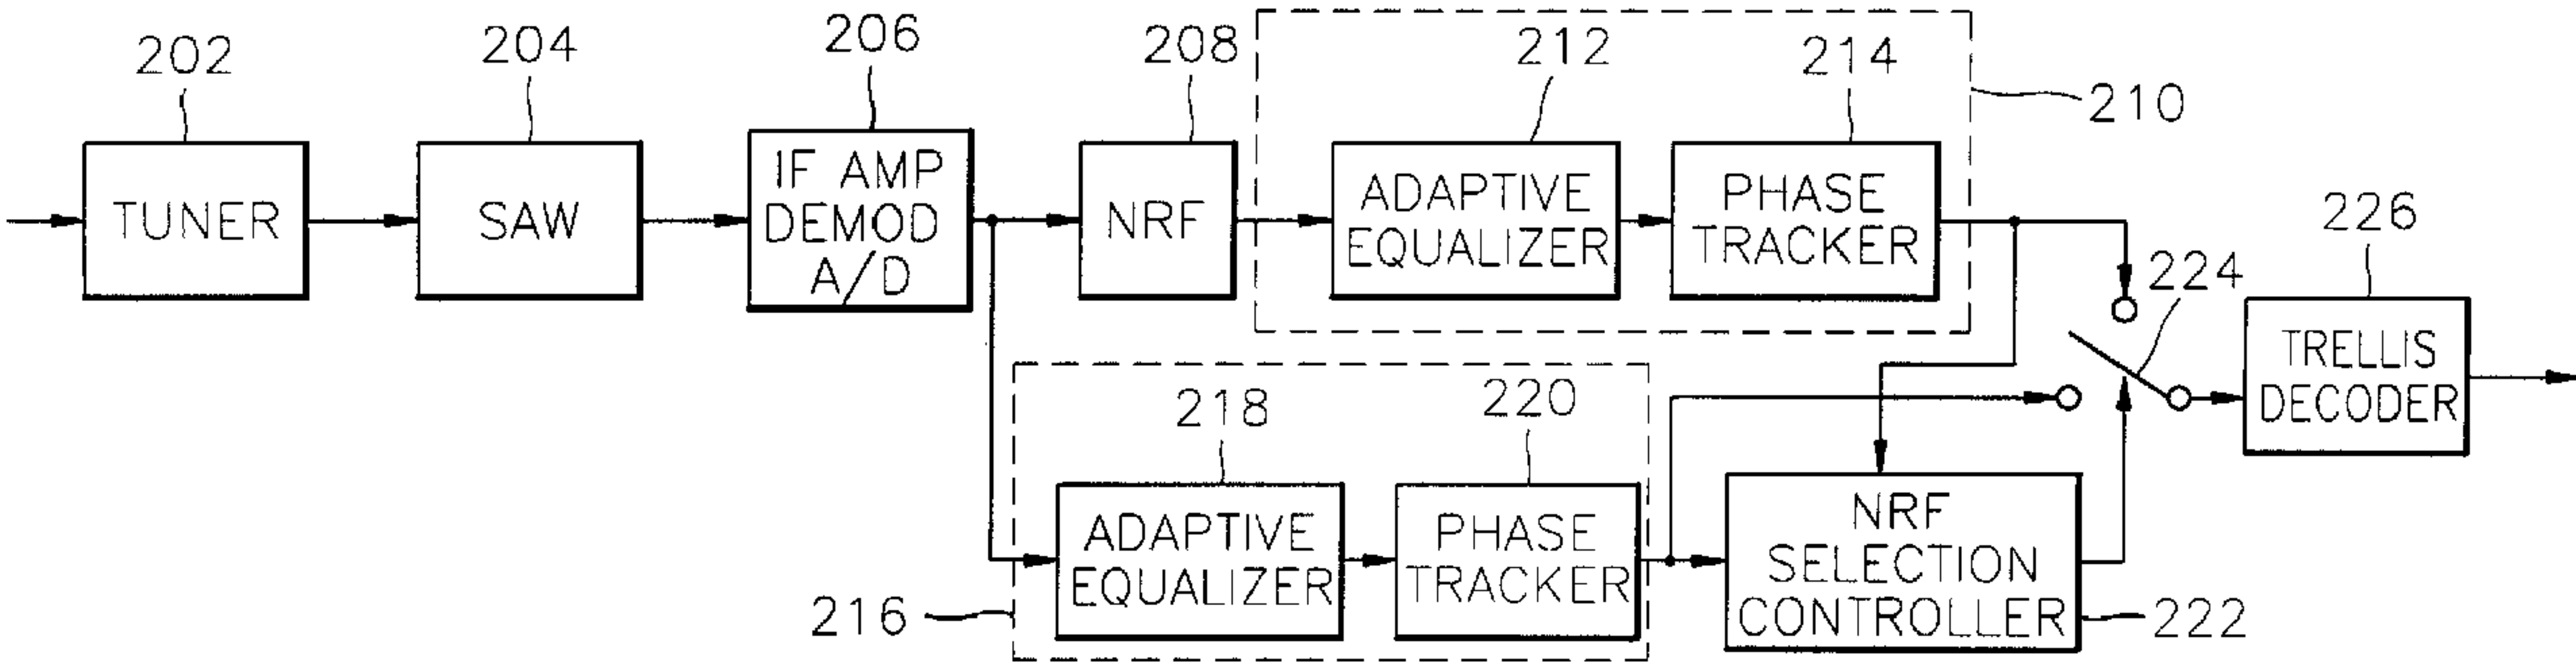 202
204
206
208
212
214
210
TUNER
SAW
IF AMP
DEMOD
A/D
NRF
ADAPTIVE
EQUALIZER
PHASE
TRACKER
224
226
TRELLIS
DECODER
218
220
ADAPTIVE
EQUALIZER
PHASE
TRACKER
NRF
SELECTION
CONTROLLER
216
222